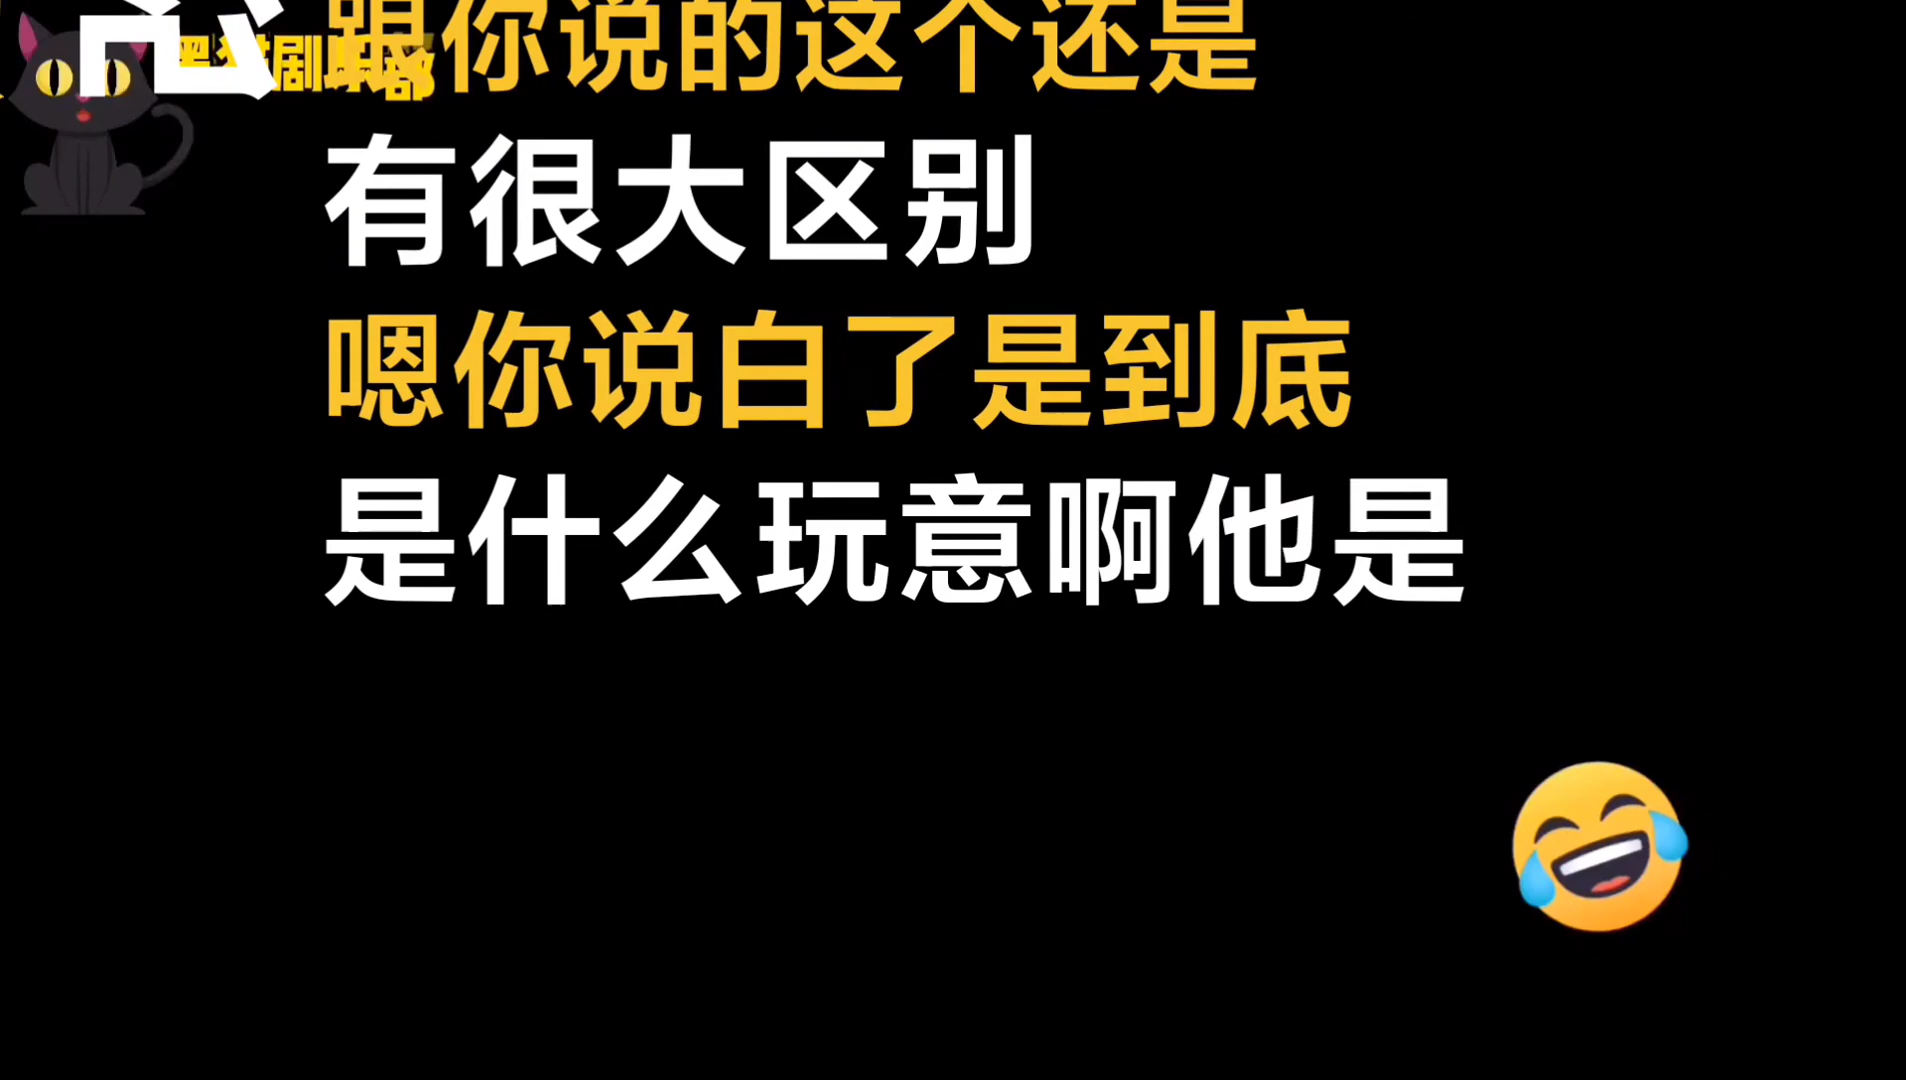 跟你说的这个还是
有很大区别
嗯你说白了是到底
是什么玩意啊他是